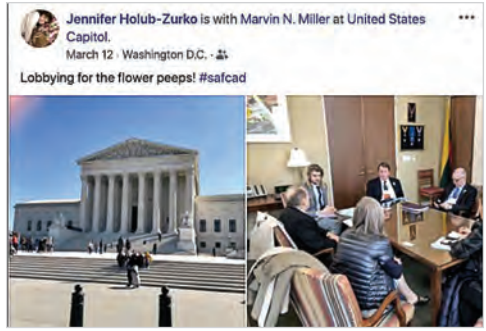 Jennifer Holub-Zurko is with Marvin N. Miller at United States
Capitol.
March 12 · Washington D.C. ·
Lobbying for the flower peeps! #safcad